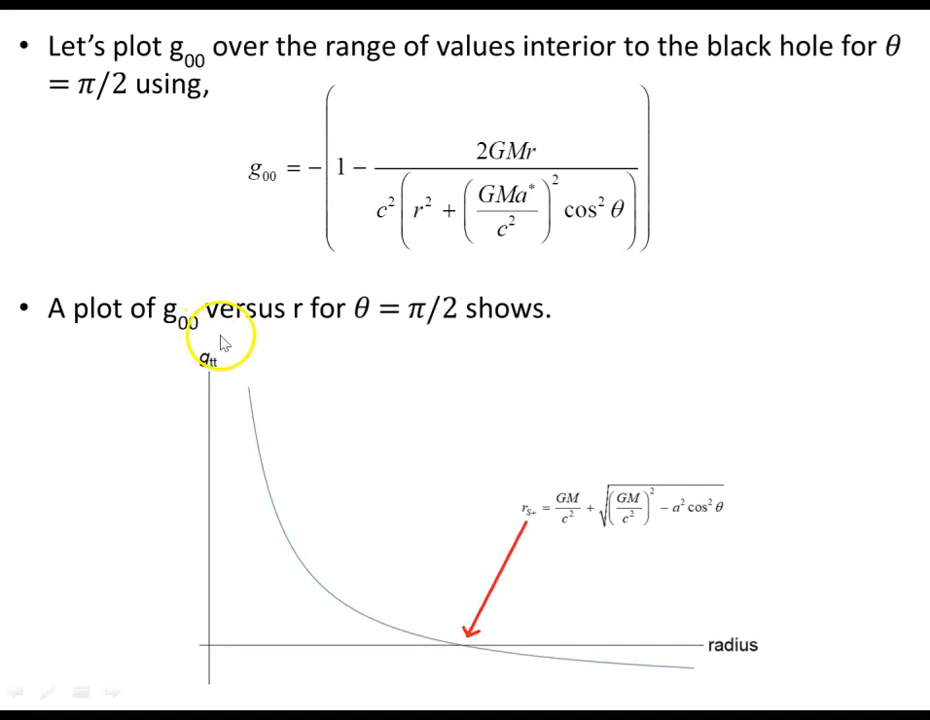 • Let's plot g₀₀ over the range of values interior to the black hole for θ
= π/2 using,
g₀₀ = −(1 − 2GMr / (c²(r² + (GMa*/c²)² cos² θ)))
• A plot of g₀₀ versus r for θ = π/2 shows.
gtt
r_{S+} = GM/c² + √((GM/c²)² − a² cos² θ)
radius